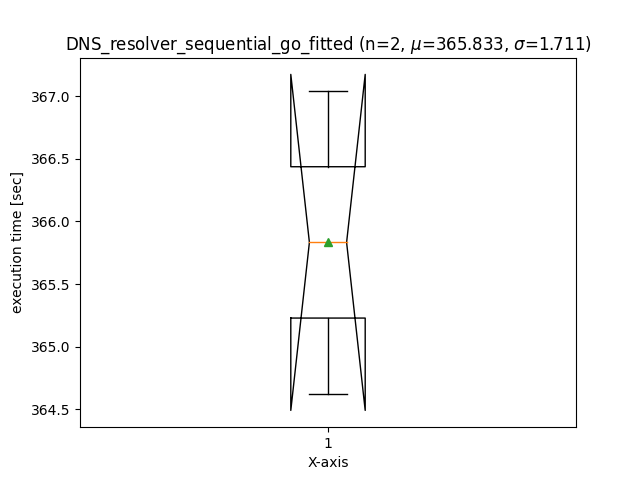 DNS_resolver_sequential_go_fitted (n=2, μ=365.833, σ=1.711)
367.0
366.5
366.0
365.5
365.0
364.5
execution time [sec]
1
X-axis